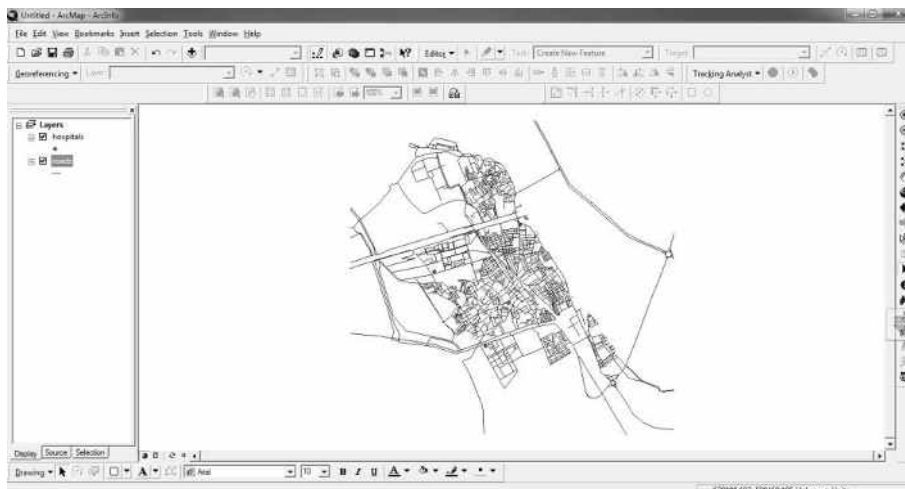 Untitled - ArcMap - ArcInfo
File Edit View Bookmarks Insert Selection Tools Window Help
Editor Task: Create New Feature Target:
Georeferencing Layer: Tracking Analyst
Layers
hospitals
roads
Display Source Selection
Drawing Arial 10 B I U A